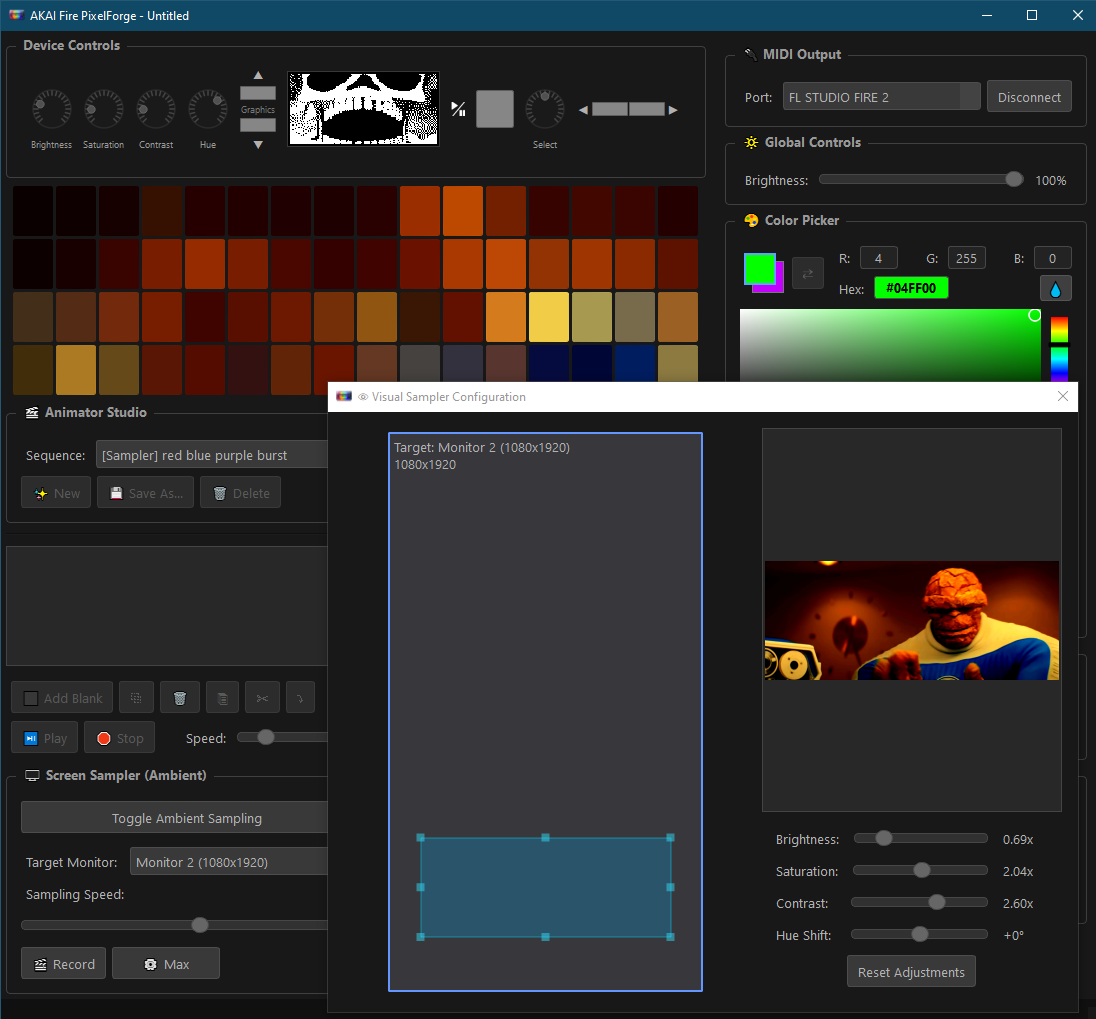 AKAI Fire PixelForge - Untitled
Device Controls
Brightness
Saturation
Contrast
Hue
Graphics
Select
MIDI Output
Port: FL STUDIO FIRE 2 Disconnect
Global Controls
Brightness: 100%
Color Picker
R: 4 G: 255 B: 0
Hex: #04FF00
Animator Studio
Sequence: [Sampler] red blue purple burst
New Save As... Delete
Add Blank
Play Stop Speed:
Screen Sampler (Ambient)
Toggle Ambient Sampling
Target Monitor: Monitor 2 (1080x1920)
Sampling Speed:
Record Max
Visual Sampler Configuration
Target: Monitor 2 (1080x1920)
1080x1920
Brightness: 0.69x
Saturation: 2.04x
Contrast: 2.60x
Hue Shift: +0°
Reset Adjustments